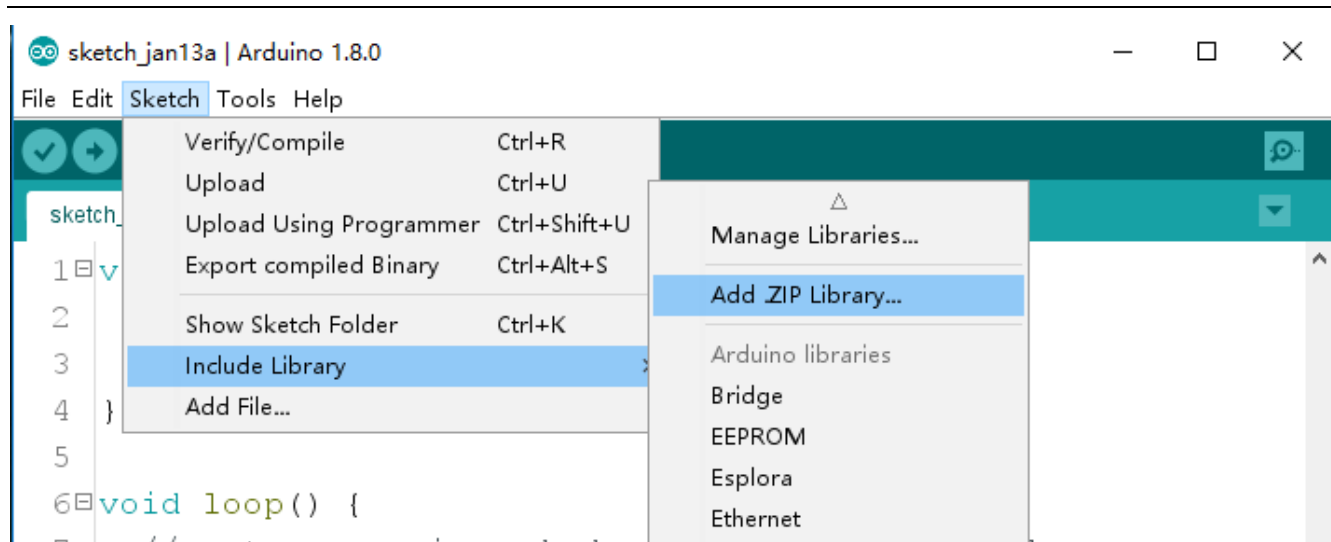 sketch_jan13a | Arduino 1.8.0
File Edit Sketch Tools Help
Verify/Compile Ctrl+R
Upload Ctrl+U
Upload Using Programmer Ctrl+Shift+U
Export compiled Binary Ctrl+Alt+S
Show Sketch Folder Ctrl+K
Include Library
Add File...
Manage Libraries...
Add .ZIP Library...
Arduino libraries
Bridge
EEPROM
Esplora
Ethernet
sketch_
1 v
2
3
4 }
5
6 void loop() {